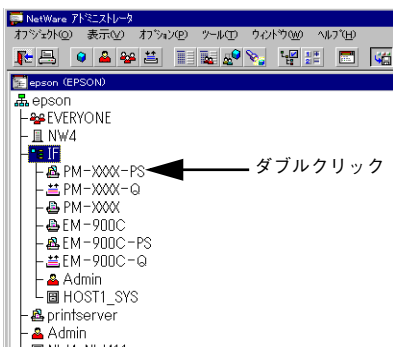 NetWare アドミニストレータ
オブジェクト(O) 表示(V) オプション(P) ツール(T) ウィンドウ(W) ヘルプ(H)
epson (EPSON)
epson
EVERYONE
NW4
IF
PM-XXXX-PS
ダブルクリック
PM-XXXX-Q
PM-XXXX
EM-900C
EM-900C-PS
EM-900C-Q
Admin
HOST1_SYS
printserver
Admin